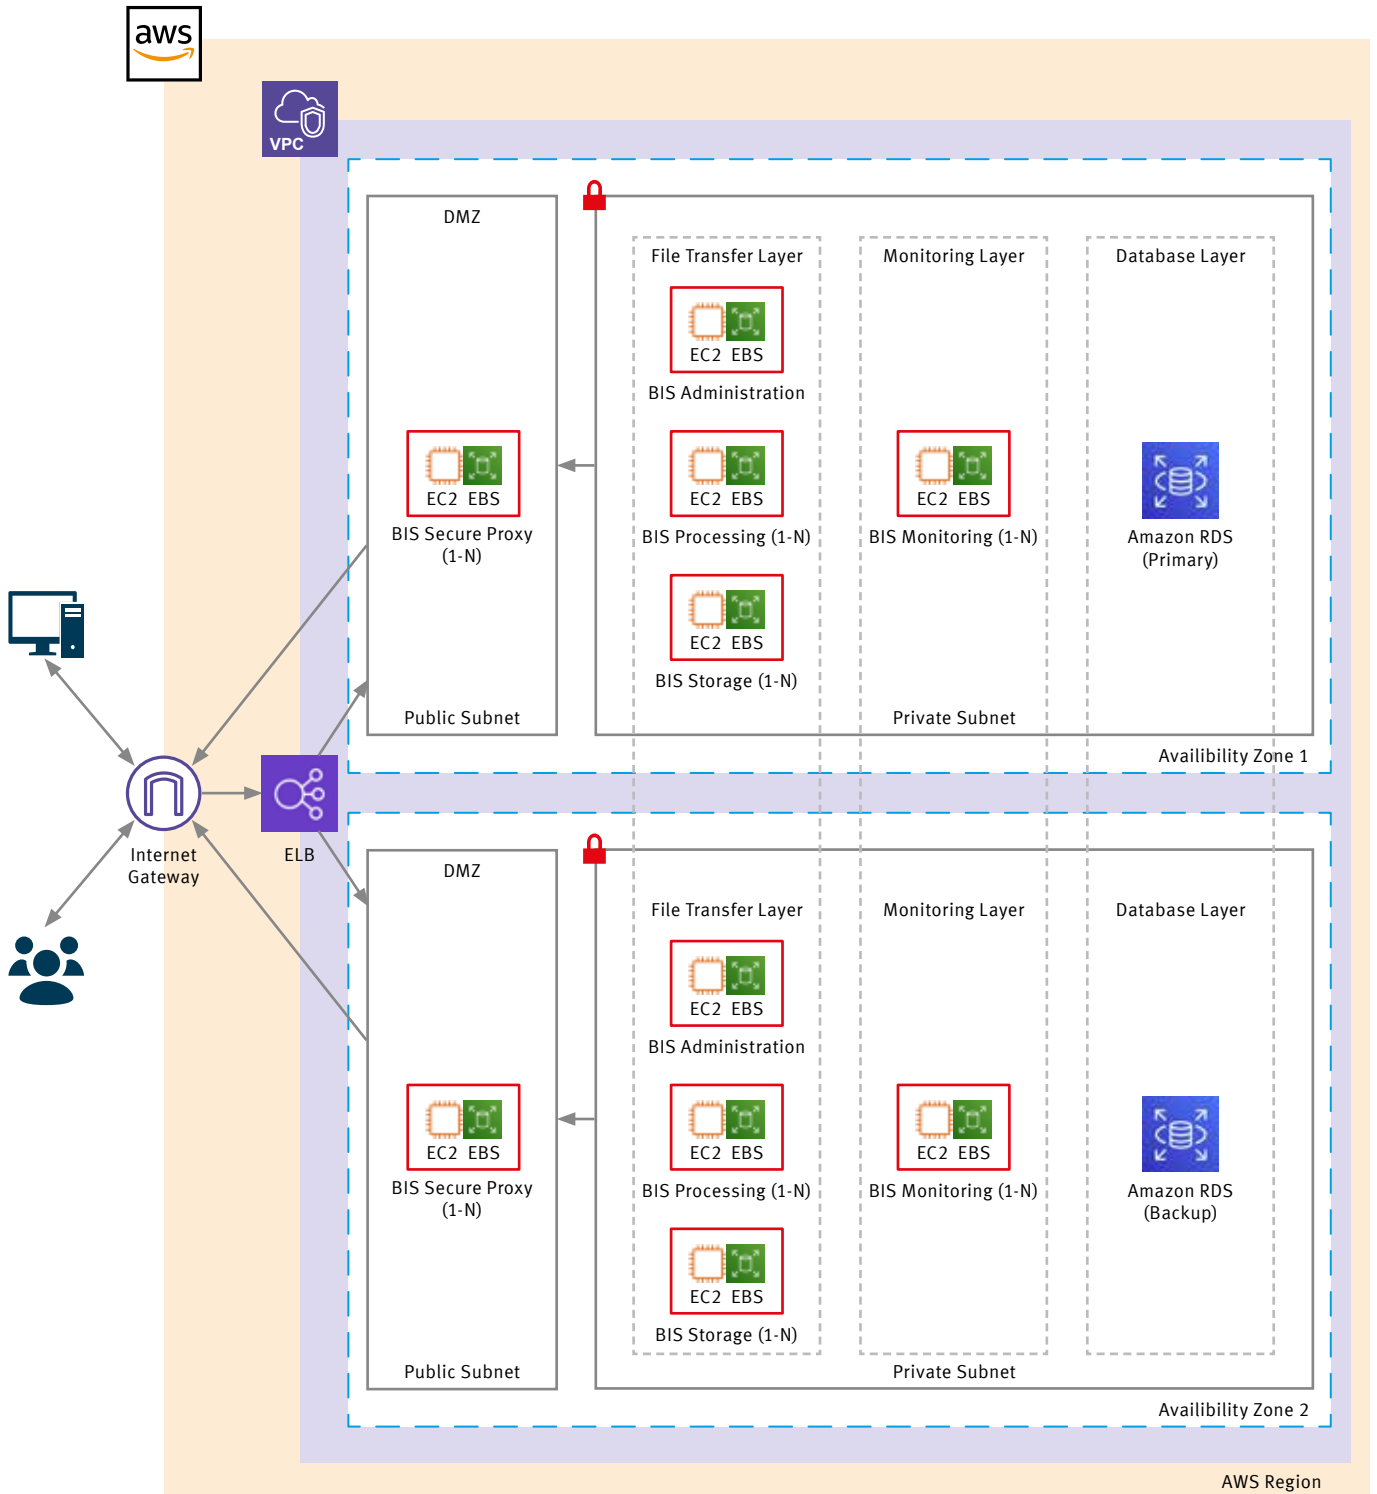 aws
VPC
DMZ
File Transfer Layer
Monitoring Layer
Database Layer
EC2 EBS
BIS Administration
EC2 EBS
BIS Secure Proxy
(1-N)
EC2 EBS
BIS Processing (1-N)
EC2 EBS
BIS Monitoring (1-N)
Amazon RDS
(Primary)
EC2 EBS
BIS Storage (1-N)
Public Subnet
Private Subnet
Availibility Zone 1
Internet
Gateway
ELB
DMZ
File Transfer Layer
Monitoring Layer
Database Layer
EC2 EBS
BIS Administration
EC2 EBS
BIS Secure Proxy
(1-N)
EC2 EBS
BIS Processing (1-N)
EC2 EBS
BIS Monitoring (1-N)
Amazon RDS
(Backup)
EC2 EBS
BIS Storage (1-N)
Public Subnet
Private Subnet
Availibility Zone 2
AWS Region